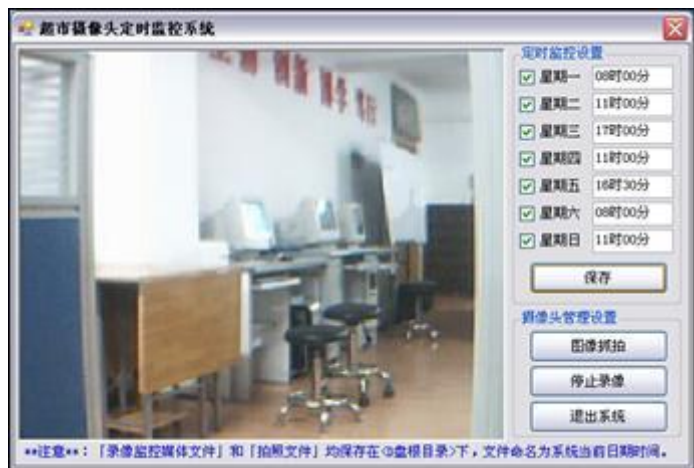 超市摄像头定时监控系统
创新 博学
定时监控设置
星期一 08时00分
星期二 11时00分
星期三 17时00分
星期四 11时00分
星期五 16时30分
星期六 08时00分
星期日 11时00分
保存
摄像头管理设置
图像抓拍
停止录像
退出系统
**注意**：「录像监控媒体文件」和「拍照文件」均保存在 盘根目录>下，文件命名为系统当前日期时间。